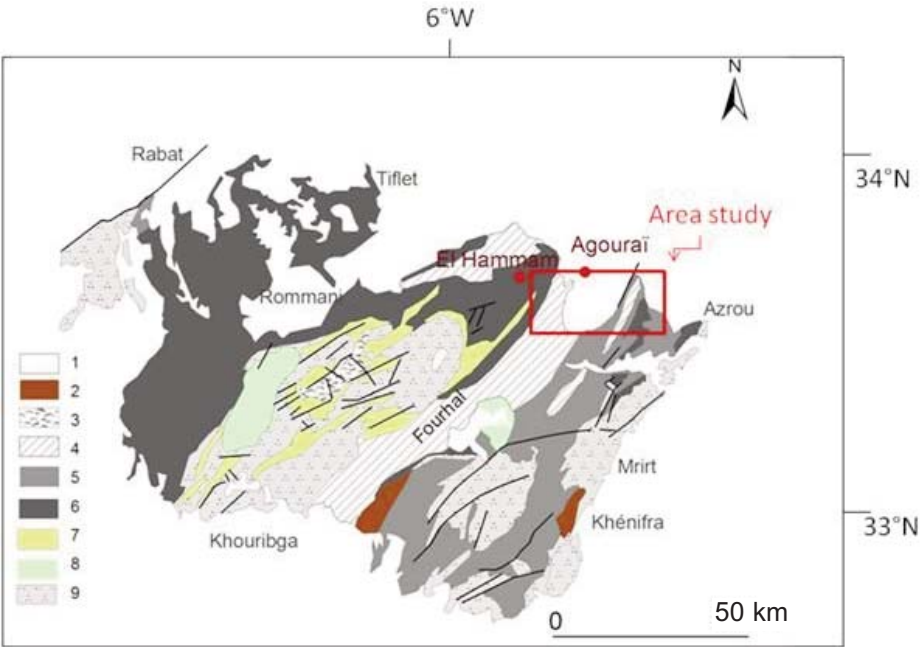 6°W
N
Rabat
34°N
Tiflet
Area study
Agouraï
El Hammam
Rommani
Azrou
1
2
3
4
5
6
7
8
9
Fourhal
Mrirt
33°N
Khénifra
Khouribga
0
50 km